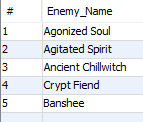 # Enemy_Name
1 Agonized Soul
2 Agitated Spirit
3 Ancient Chillwitch
4 Crypt Fiend
5 Banshee